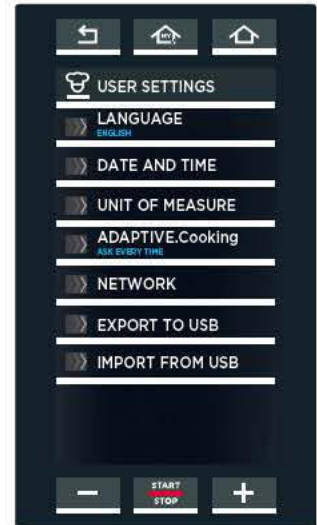 MY
USER SETTINGS
LANGUAGE
ENGLISH
DATE AND TIME
UNIT OF MEASURE
ADAPTIVE.Cooking
ASK EVERY TIME
NETWORK
EXPORT TO USB
IMPORT FROM USB
START
STOP